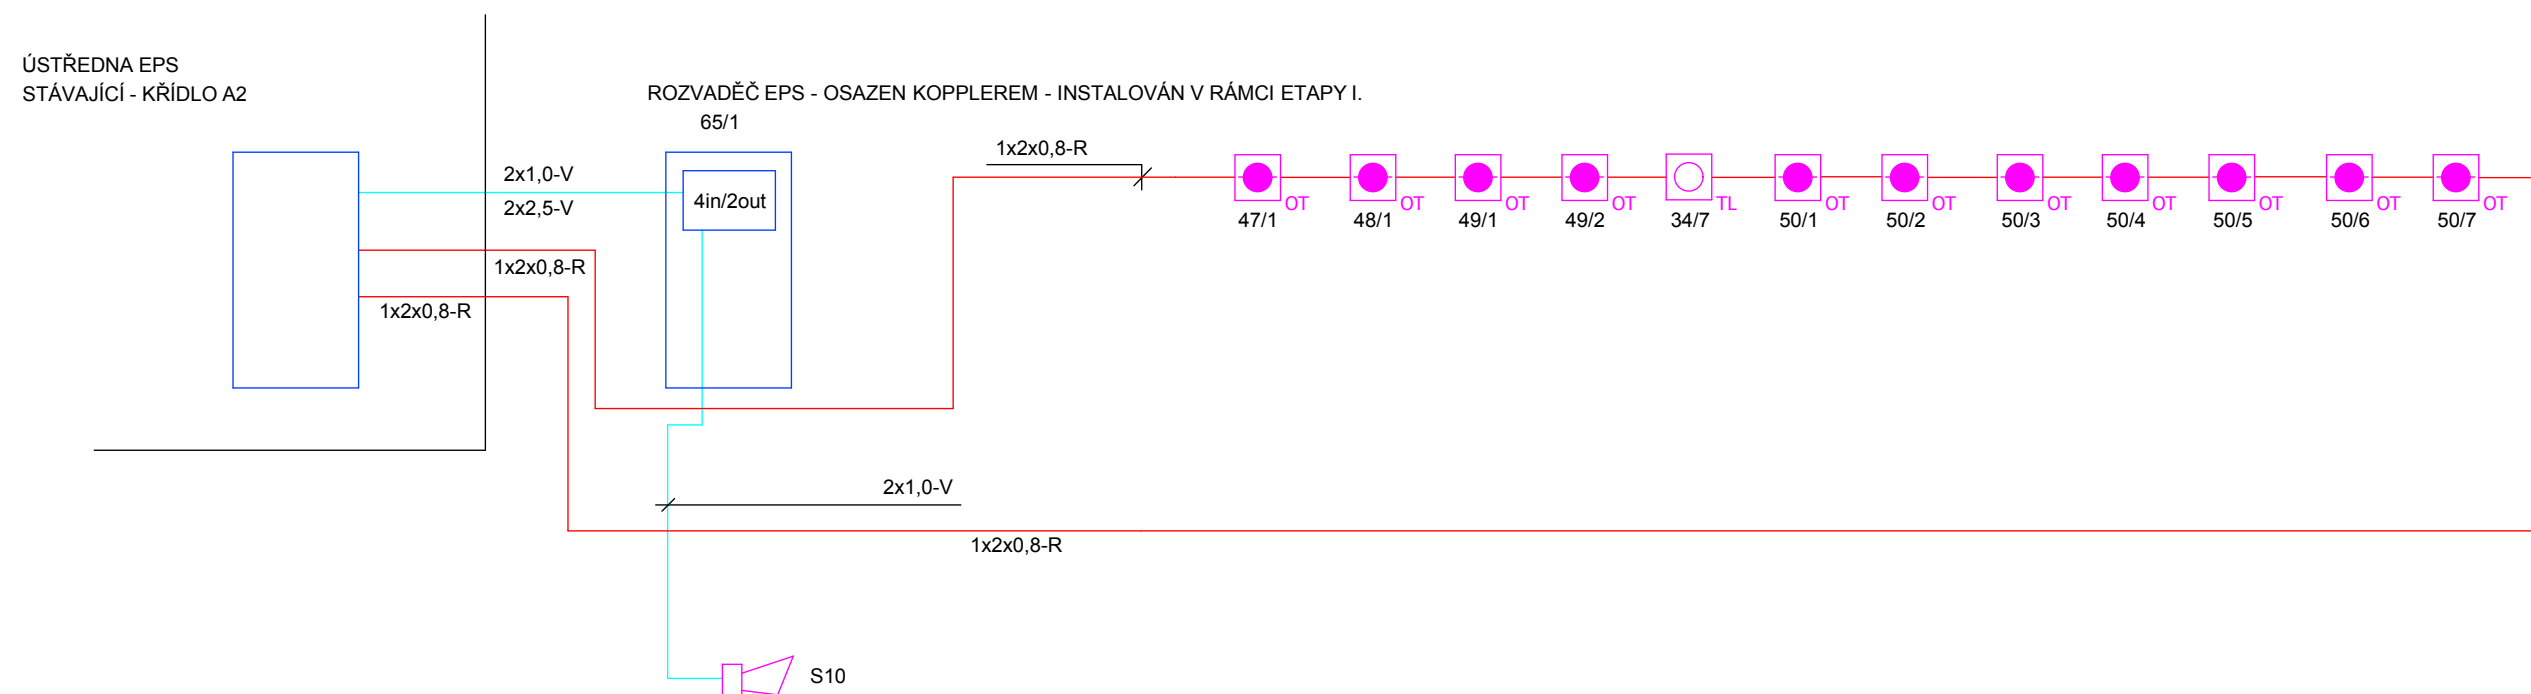 ÚSTŘEDNA EPS
STÁVAJÍCÍ - KŘÍDLO A2
ROZVADĚČ EPS - OSAZEN KOPPLEREM - INSTALOVÁN V RÁMCI ETAPY I.
65/1
1x2x0,8-R
2x1,0-V
4in/2out
2x2,5-V
OT OT OT OT TL OT OT OT OT OT OT OT
47/1 48/1 49/1 49/2 34/7 50/1 50/2 50/3 50/4 50/5 50/6 50/7
1x2x0,8-R
1x2x0,8-R
2x1,0-V
1x2x0,8-R
S10